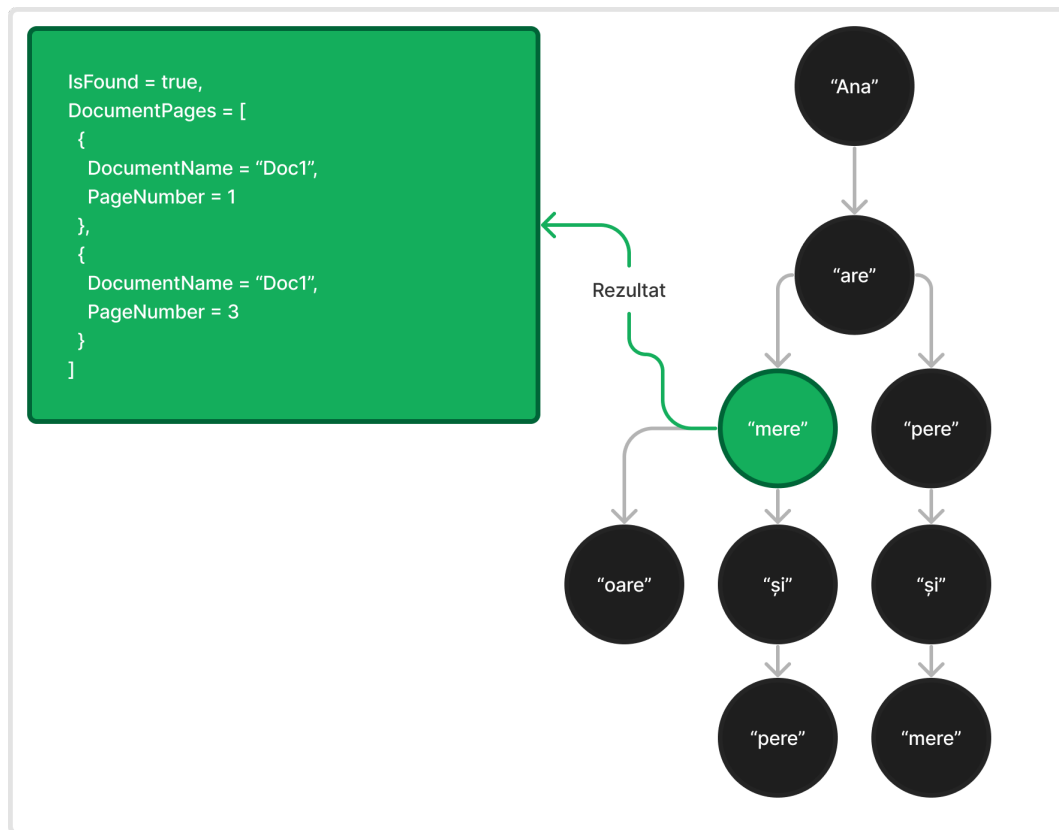 IsFound = true,
DocumentPages = [
{
DocumentName = “Doc1”,
PageNumber = 1
},
{
DocumentName = “Doc1”,
PageNumber = 3
}
]
Rezultat
“Ana”
“are”
“mere”
“pere”
“oare”
“și”
“și”
“pere”
“mere”